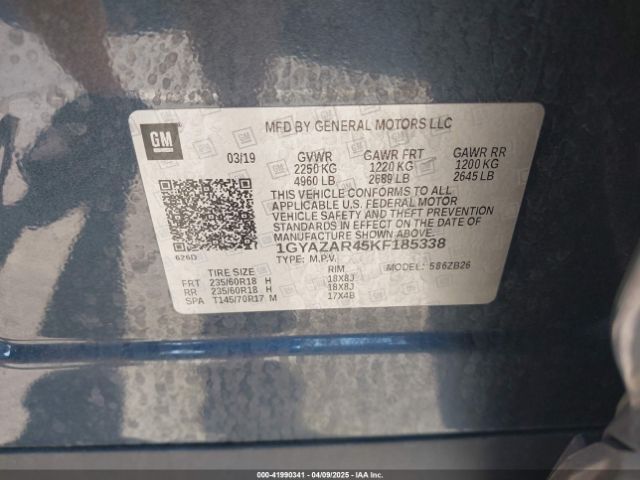 GM
MFD BY GENERAL MOTORS LLC
03/19 GVWR GAWR FRT GAWR RR
2250 KG 1220 KG 1200 KG
4960 LB 2689 LB 2645 LB
THIS VEHICLE CONFORMS TO ALL
APPLICABLE U.S. FEDERAL MOTOR
VEHICLE SAFETY AND THEFT PREVENTION
STANDARDS IN EFFECT ON THE DATE OF
MANUFACTURE SHOWN ABOVE.
1GYAZAR45KF185338
626D
TYPE: M.P.V. MODEL: 586ZB26
TIRE SIZE RIM
FRT 235/60R18 H 18X8J
RR 235/60R18 H 18X8J
SPA T145/70R17 M 17X4B
000-41990341 - 04/09/2025 - IAA Inc.